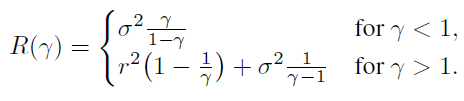 R(γ) = { σ² γ/(1−γ) for γ < 1,
r²(1 − 1/γ) + σ² 1/(γ−1) for γ > 1.